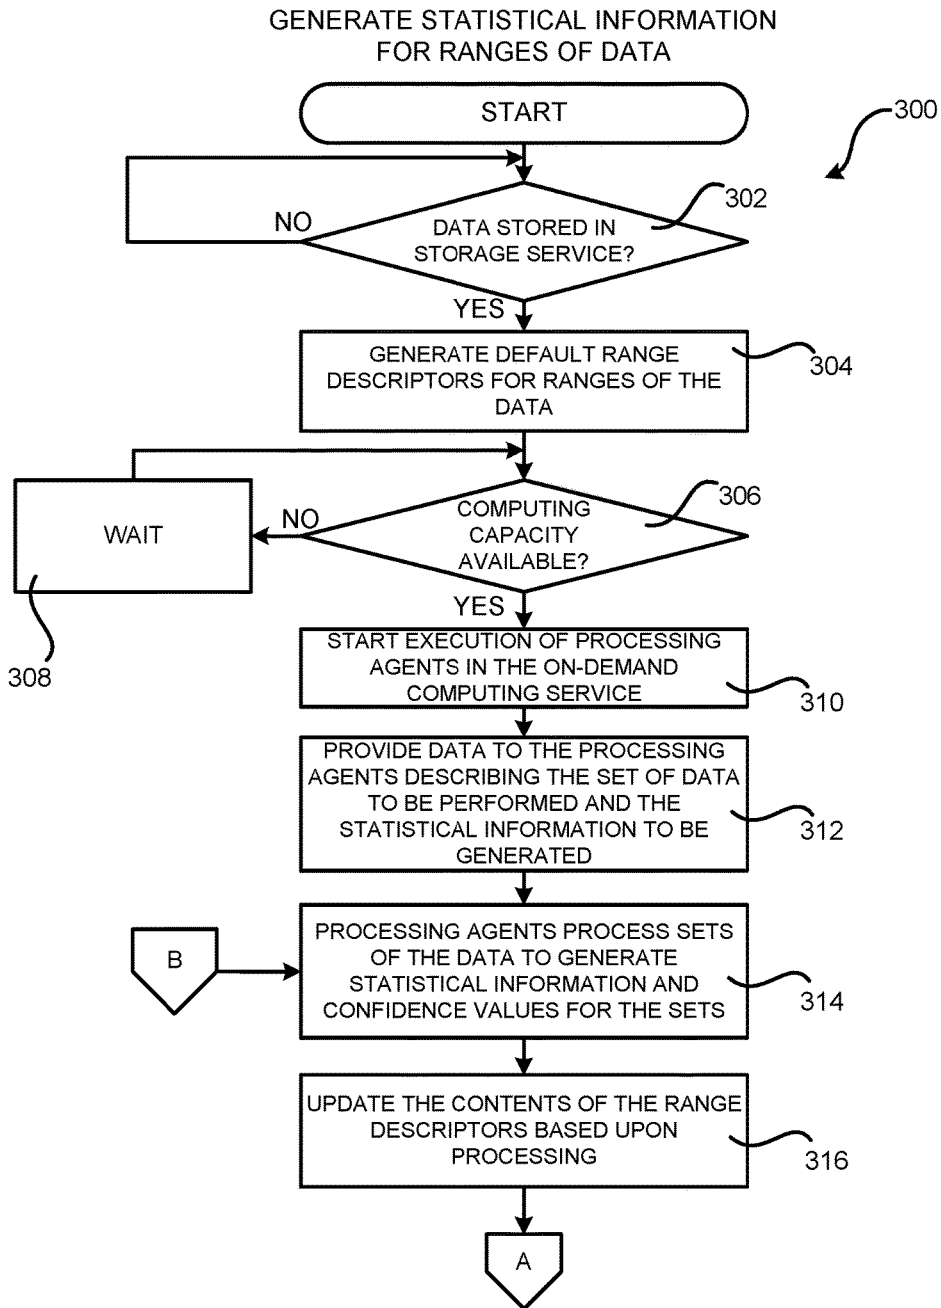 GENERATE STATISTICAL INFORMATION
FOR RANGES OF DATA
START
300
302
NO
DATA STORED IN
STORAGE SERVICE?
YES
GENERATE DEFAULT RANGE
DESCRIPTORS FOR RANGES OF THE
DATA
304
306
WAIT
NO
COMPUTING
CAPACITY
AVAILABLE?
YES
308
START EXECUTION OF PROCESSING
AGENTS IN THE ON-DEMAND
COMPUTING SERVICE
310
PROVIDE DATA TO THE PROCESSING
AGENTS DESCRIBING THE SET OF DATA
TO BE PERFORMED AND THE
STATISTICAL INFORMATION TO BE
GENERATED
312
B
PROCESSING AGENTS PROCESS SETS
OF THE DATA TO GENERATE
STATISTICAL INFORMATION AND
CONFIDENCE VALUES FOR THE SETS
314
UPDATE THE CONTENTS OF THE RANGE
DESCRIPTORS BASED UPON
PROCESSING
316
A